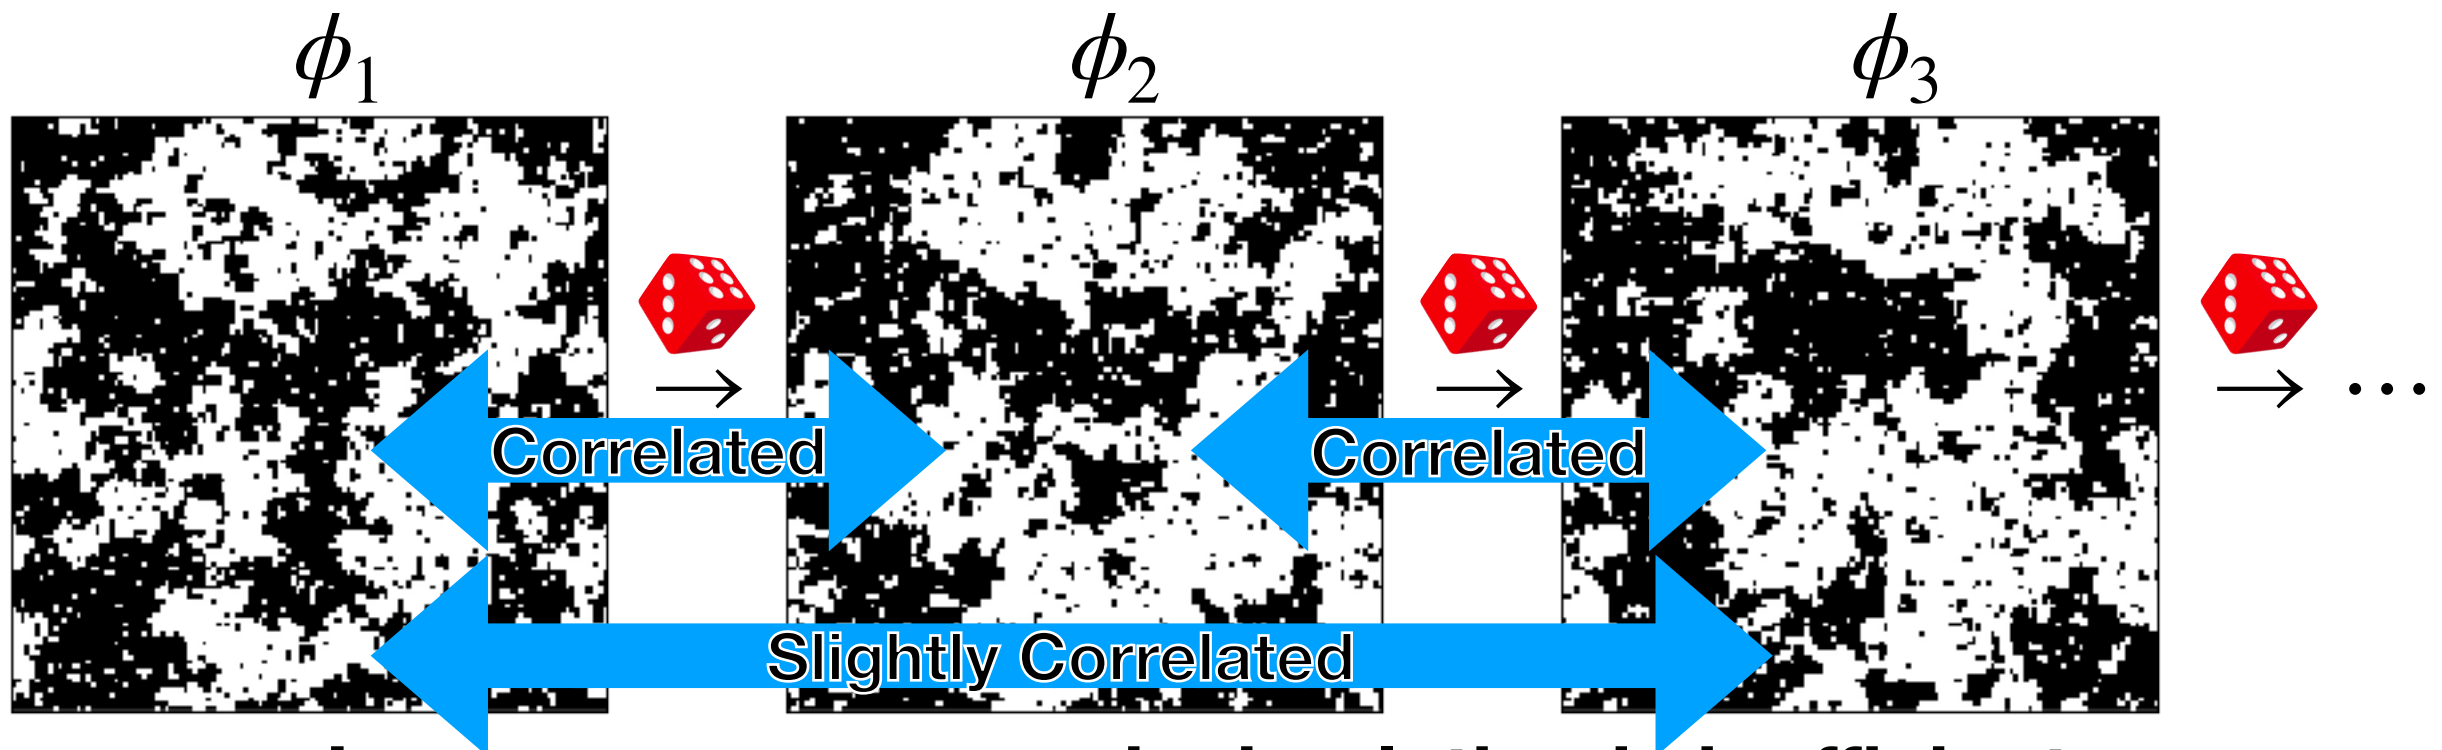 ϕ₁ ϕ₂ ϕ₃
→ → → ⋯
Correlated Correlated
Slightly Correlated